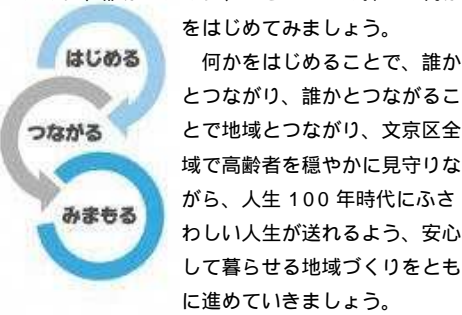 をはじめてみましょう。
はじめる
つながる
みまもる
何かをはじめることで、誰か
とつながり、誰かとつながるこ
とで地域とつながり、文京区全
域で高齢者を穏やかに見守りな
がら、人生 100 年時代にふさ
わしい人生が送れるよう、安心
して暮らせる地域づくりをとも
に進めていきましょう。